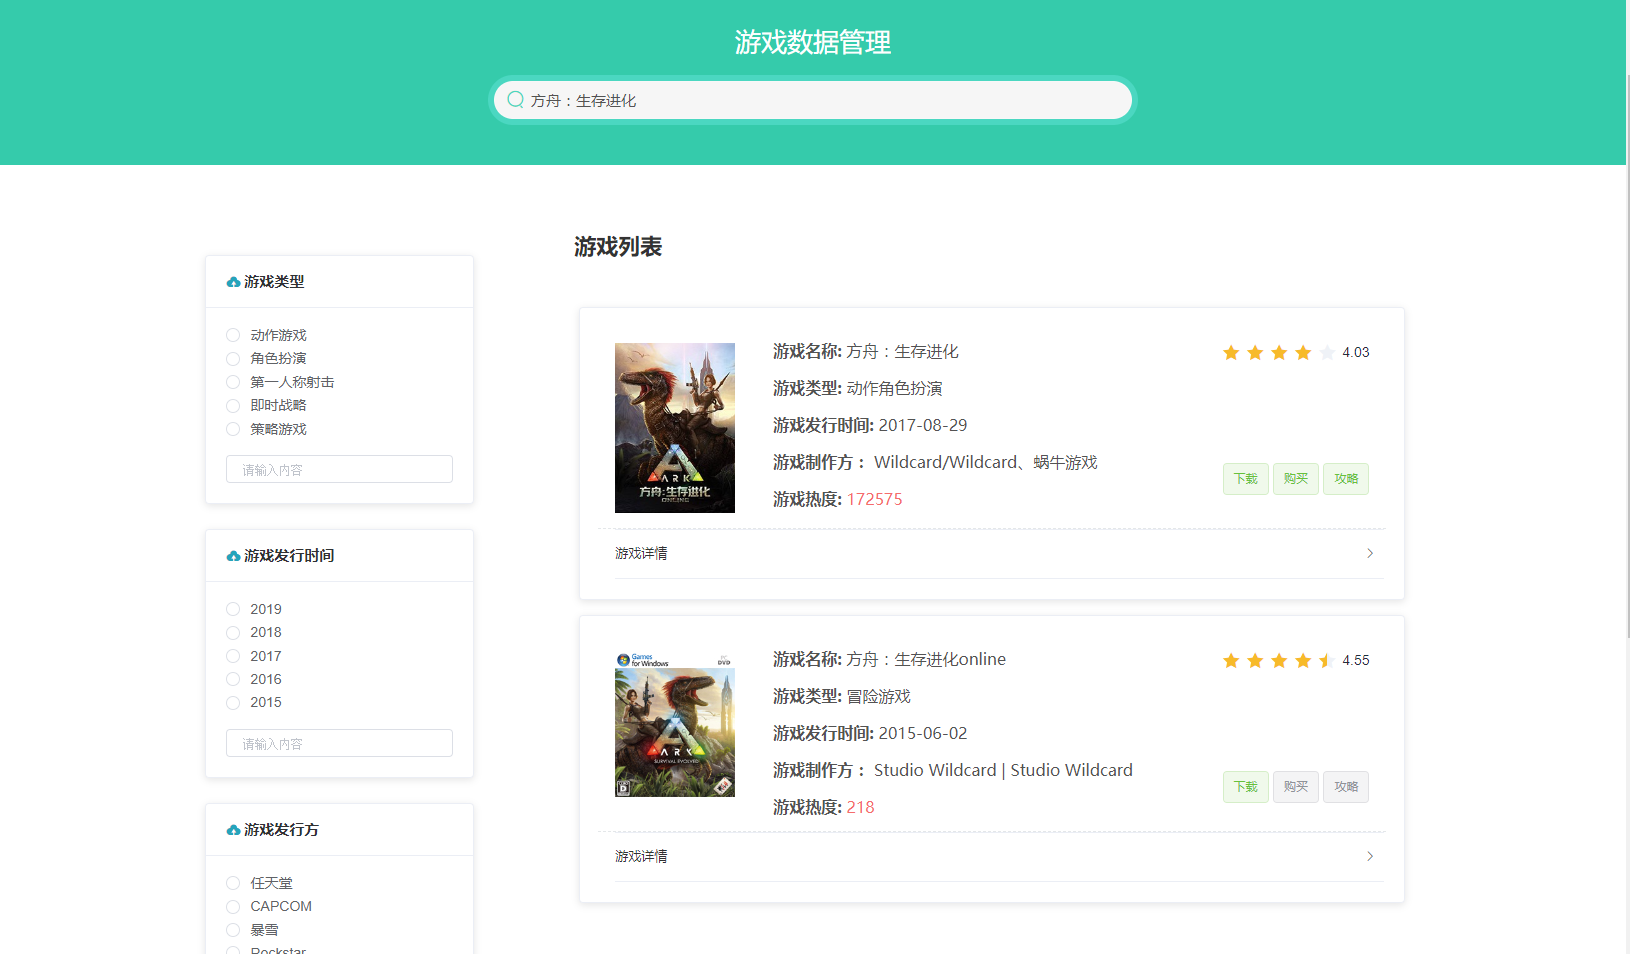 游戏数据管理
方舟：生存进化
游戏列表
游戏类型
动作游戏
角色扮演
第一人称射击
即时战略
策略游戏
请输入内容
游戏发行时间
2019
2018
2017
2016
2015
请输入内容
游戏发行方
任天堂
CAPCOM
暴雪
Rockstar
ARK
方舟:生存进化
游戏名称: 方舟：生存进化
4.03
游戏类型: 动作角色扮演
游戏发行时间: 2017-08-29
游戏制作方： Wildcard/Wildcard、蜗牛游戏
游戏热度: 172575
下载 购买 攻略
游戏详情
Games
for Windows
DVD
ARK
SURVIVAL EVOLVED
游戏名称: 方舟：生存进化online
4.55
游戏类型: 冒险游戏
游戏发行时间: 2015-06-02
游戏制作方： Studio Wildcard | Studio Wildcard
游戏热度: 218
下载 购买 攻略
游戏详情